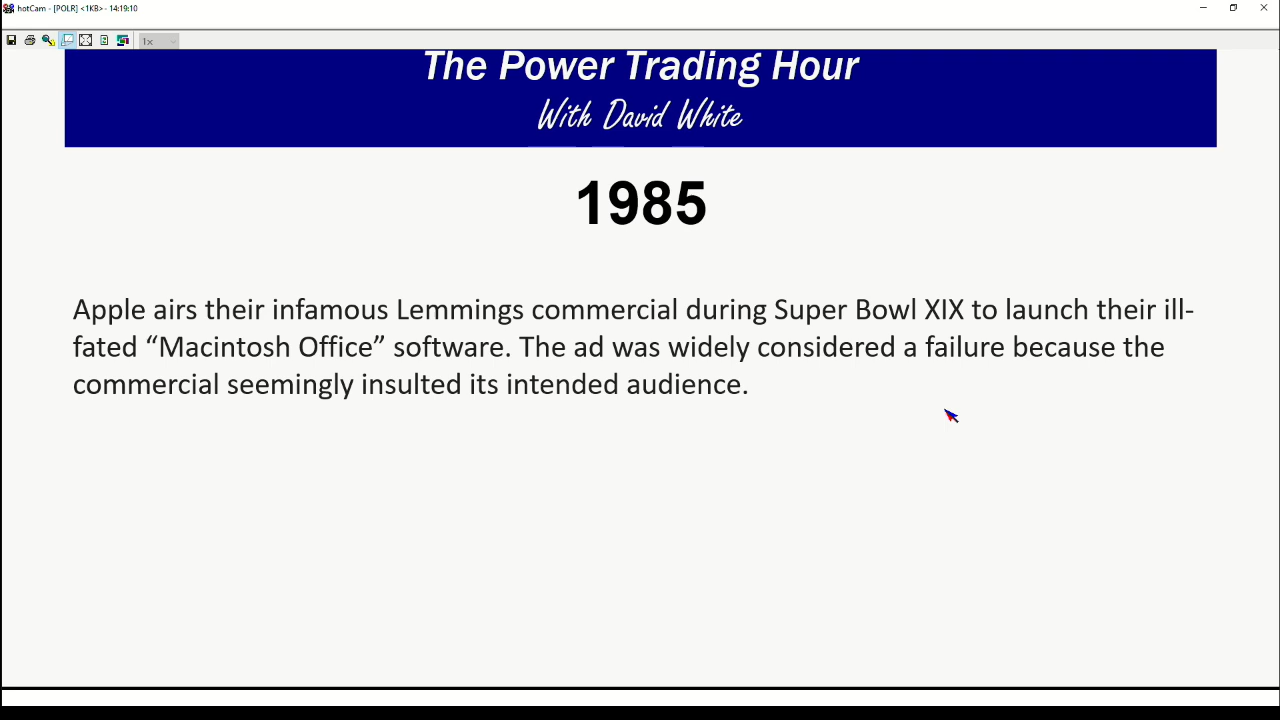 hotCam - [POLR] <1KB> - 14:19:10
1x
The Power Trading Hour
With David White
1985
Apple airs their infamous Lemmings commercial during Super Bowl XIX to launch their ill-
fated “Macintosh Office” software. The ad was widely considered a failure because the
commercial seemingly insulted its intended audience.